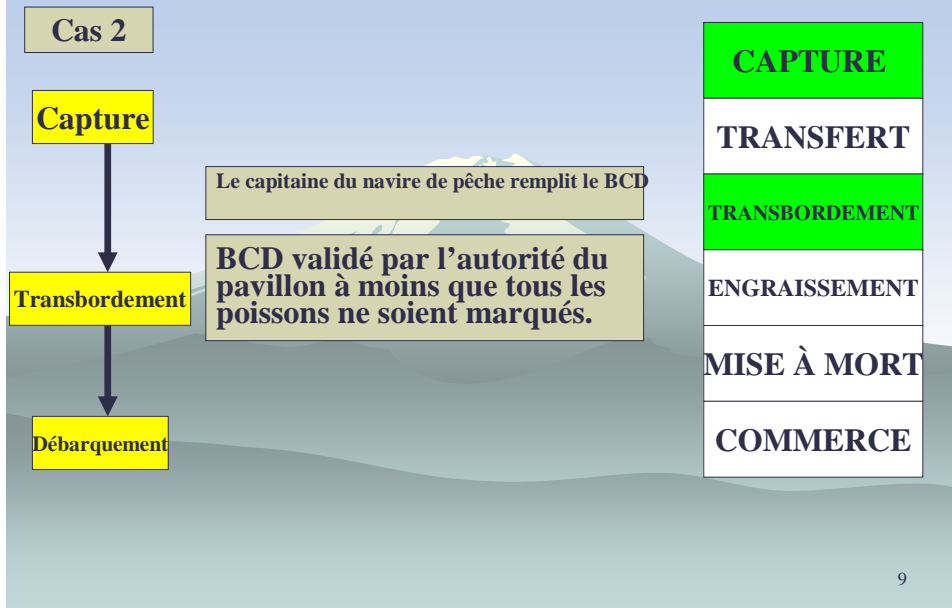 Cas 2
Capture
Transbordement
Débarquement
Le capitaine du navire de pêche remplit le BCD
BCD validé par l'autorité du
pavillon à moins que tous les
poissons ne soient marqués.
CAPTURE
TRANSFERT
TRANSBORDEMENT
ENGRAISSEMENT
MISE À MORT
COMMERCE
9